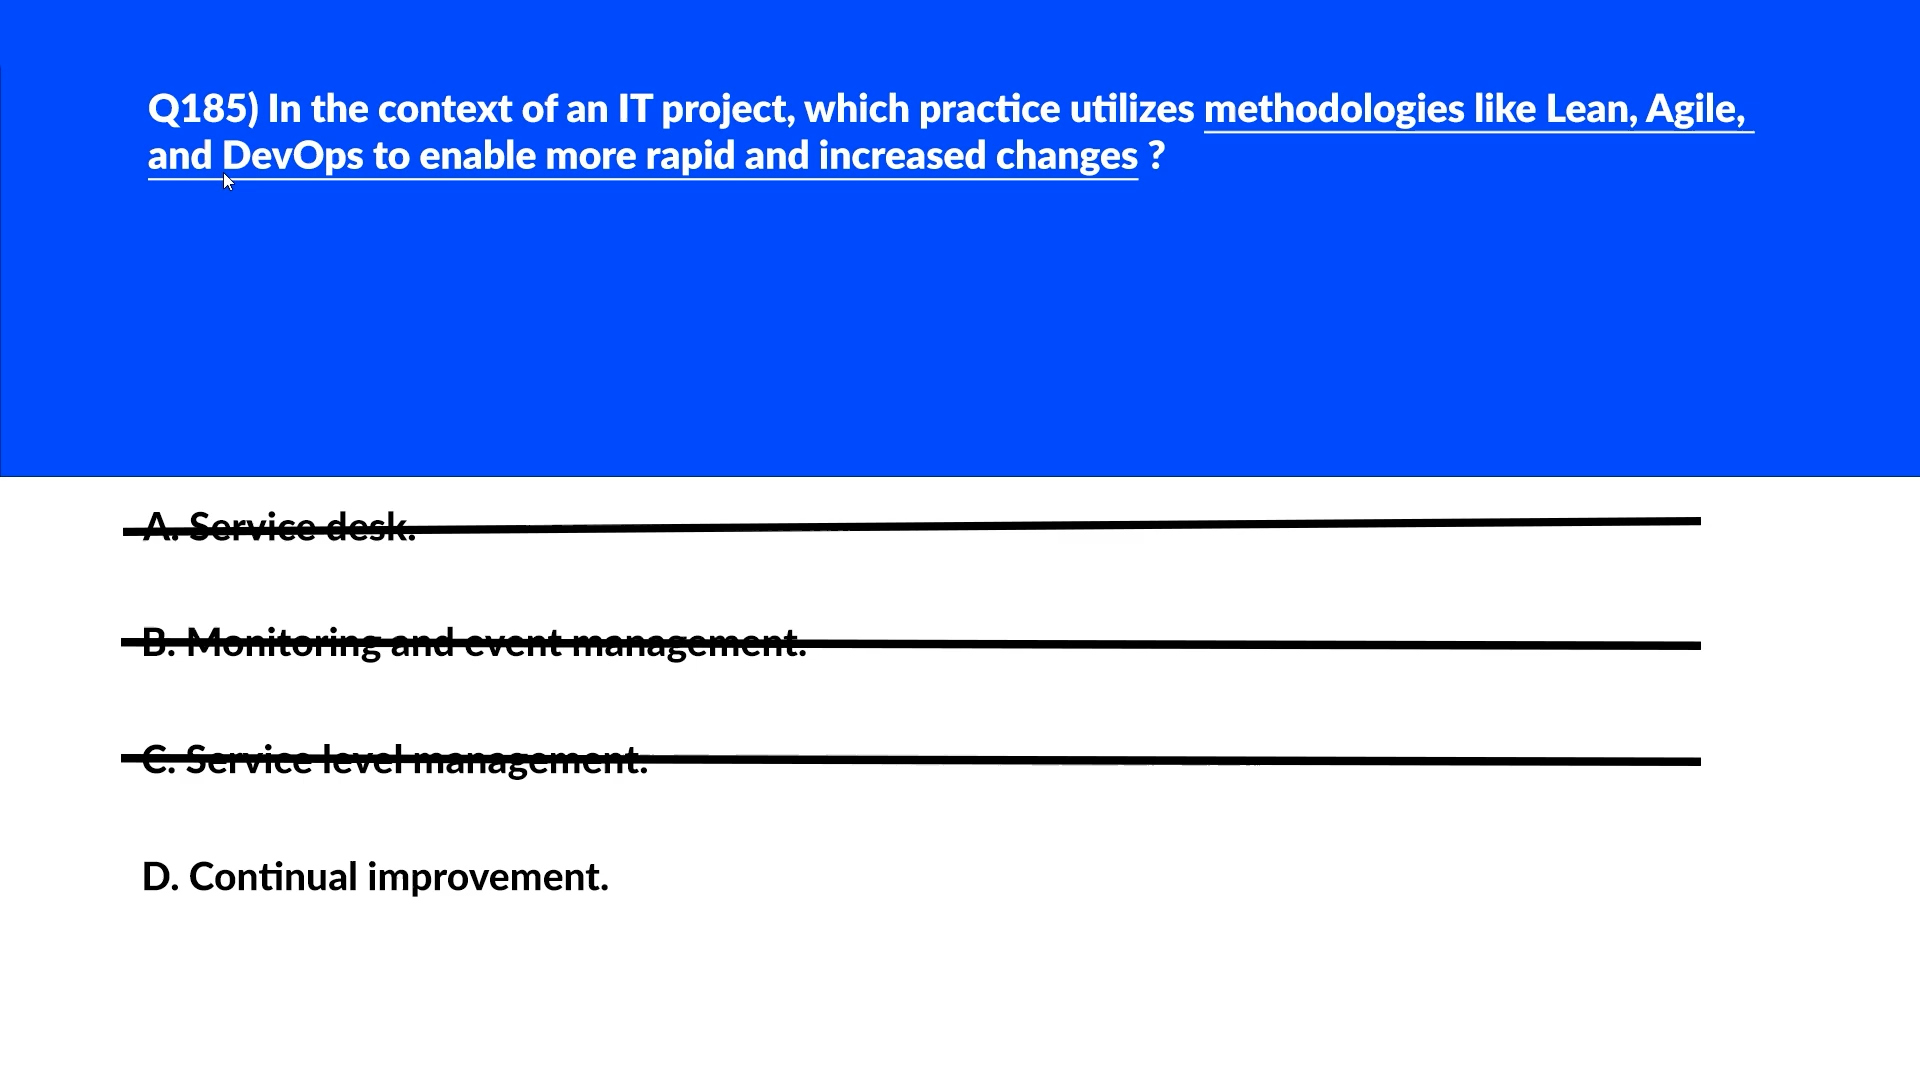 Q185) In the context of an IT project, which practice utilizes methodologies like Lean, Agile,
and DevOps to enable more rapid and increased changes ?
A. Service desk.
B. Monitoring and event management.
C. Service level management.
D. Continual improvement.